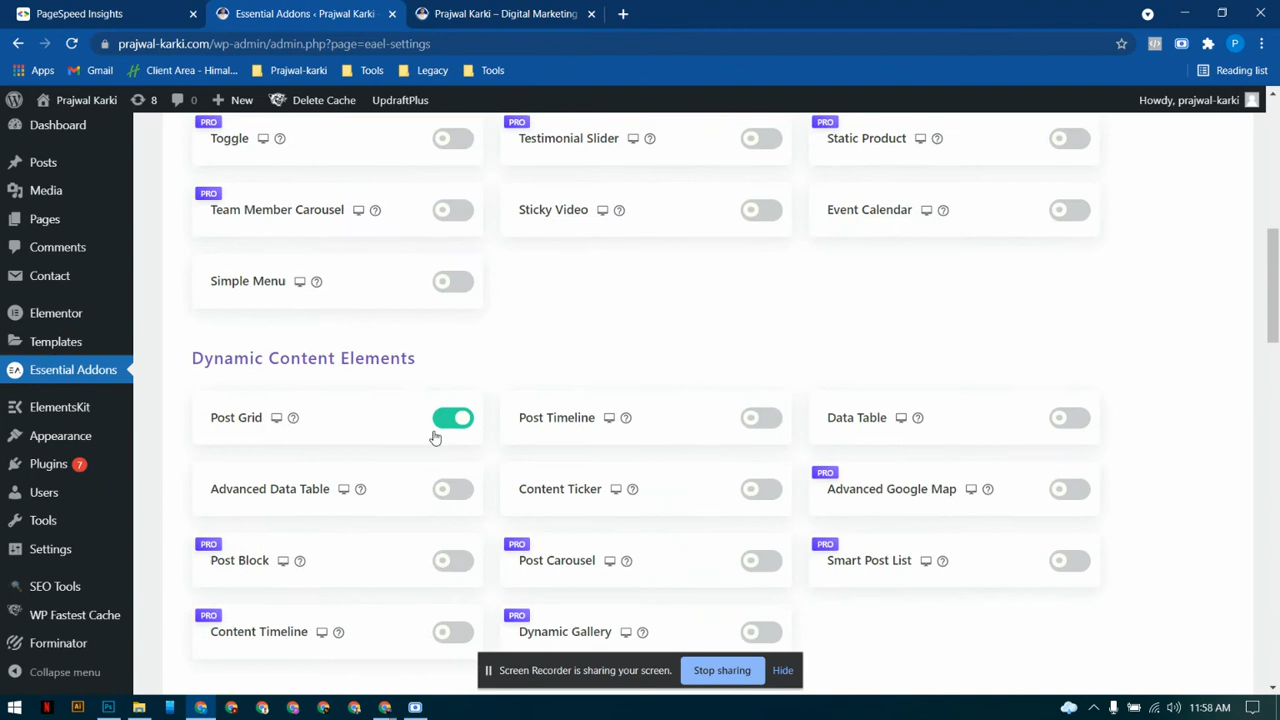 PageSpeed Insights
Essential Addons ‹ Prajwal Karki
Prajwal Karki – Digital Marketing
prajwal-karki.com/wp-admin/admin.php?page=eael-settings
Apps Gmail Client Area - Himal... Prajwal-karki Tools Legacy Tools Reading list
Prajwal Karki 8 0 New Delete Cache UpdraftPlus Howdy, prajwal-karki
Dashboard
Posts
Media
Pages
Comments
Contact
Elementor
Templates
Essential Addons
ElementsKit
Appearance
Plugins 7
Users
Tools
Settings
SEO Tools
WP Fastest Cache
Forminator
Collapse menu
PRO PRO PRO
Toggle Testimonial Slider Static Product
PRO
Team Member Carousel Sticky Video Event Calendar
Simple Menu
Dynamic Content Elements
Post Grid Post Timeline Data Table
PRO
Advanced Data Table Content Ticker Advanced Google Map
PRO PRO PRO
Post Block Post Carousel Smart Post List
PRO PRO
Content Timeline Dynamic Gallery
Screen Recorder is sharing your screen. Stop sharing Hide
11:58 AM